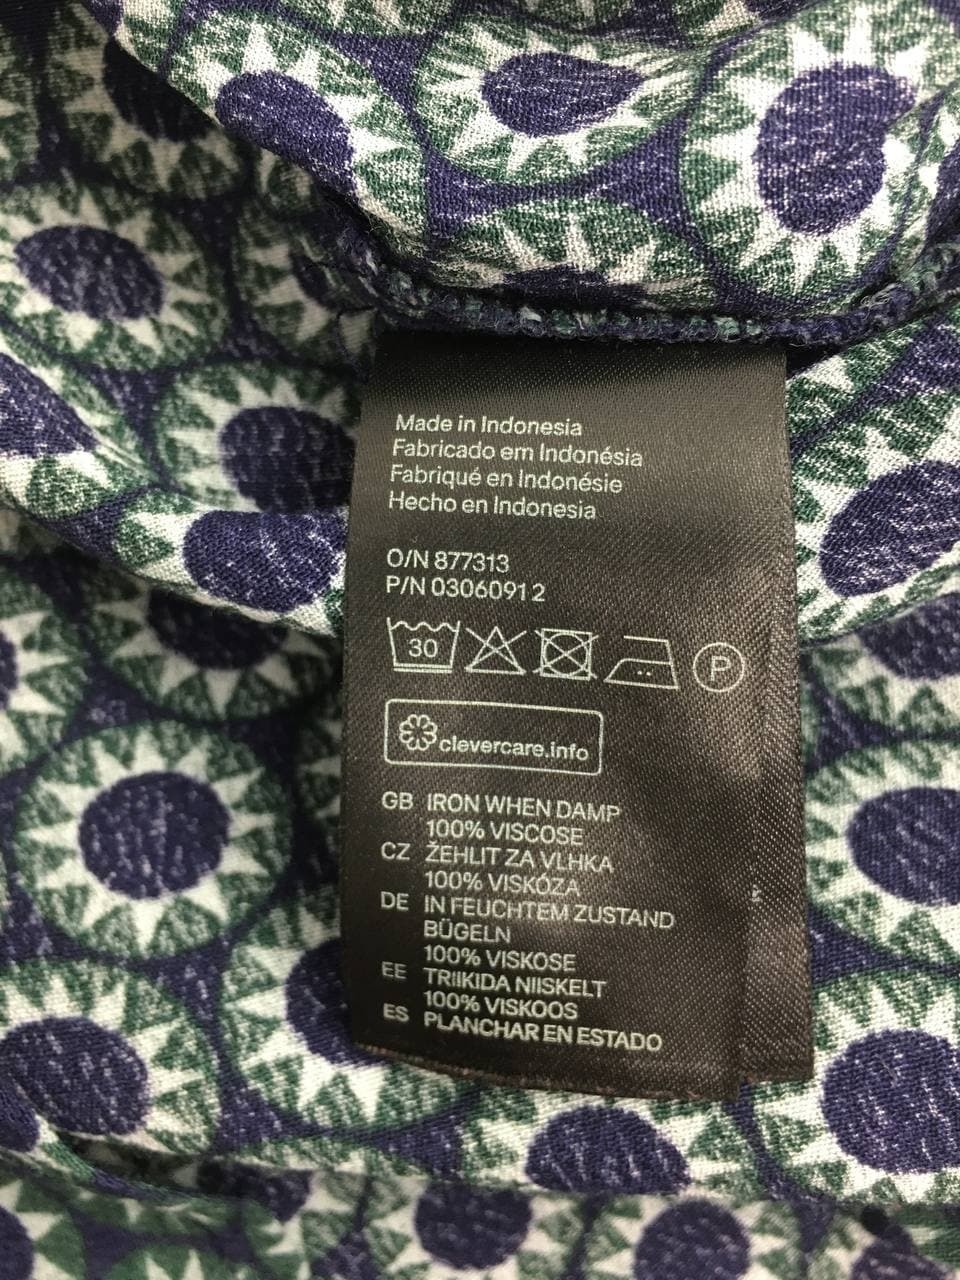 Made in Indonesia
Fabricado em Indonésia
Fabriqué en Indonésie
Hecho en Indonesia
O/N 877313
P/N 03060912
30 P
clevercare.info
GB IRON WHEN DAMP
100% VISCOSE
CZ ŽEHLIT ZA VLHKA
100% VISKÓZA
DE IN FEUCHTEM ZUSTAND
BÜGELN
100% VISKOSE
EE TRIIKIDA NIISKELT
100% VISKOOS
ES PLANCHAR EN ESTADO